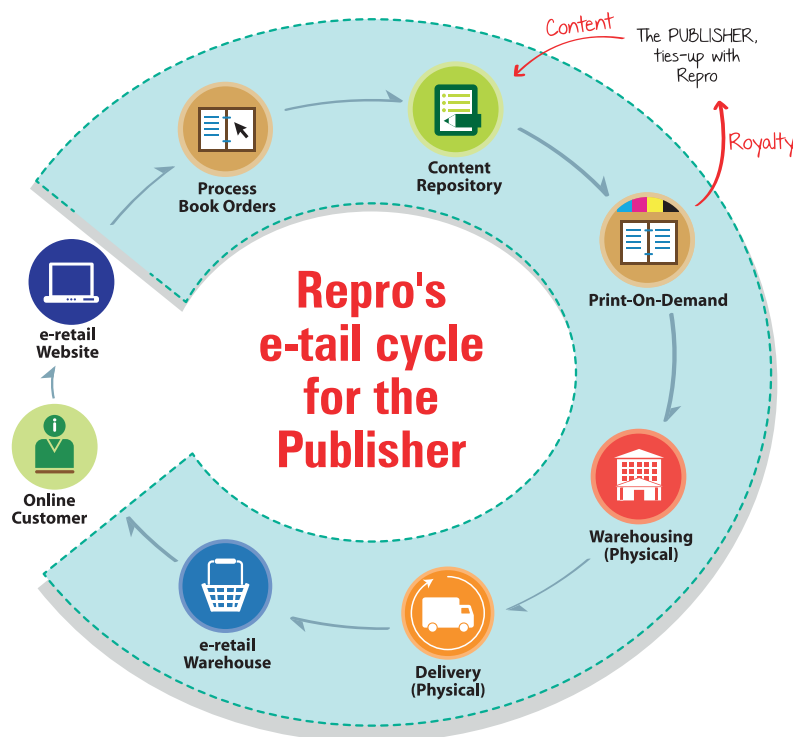 Repro's
e-tail cycle
for the
Publisher
Content
The PUBLISHER,
ties-up with
Repro
Royalty
Process
Book Orders
Content
Repository
Print-On-Demand
Warehousing
(Physical)
Delivery
(Physical)
e-retail
Warehouse
Online
Customer
e-retail
Website